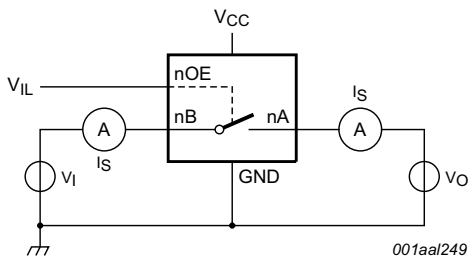 VCC
nOE
VIL
nB
nA
IS
A
A
IS
VI
GND
VO
001aal249